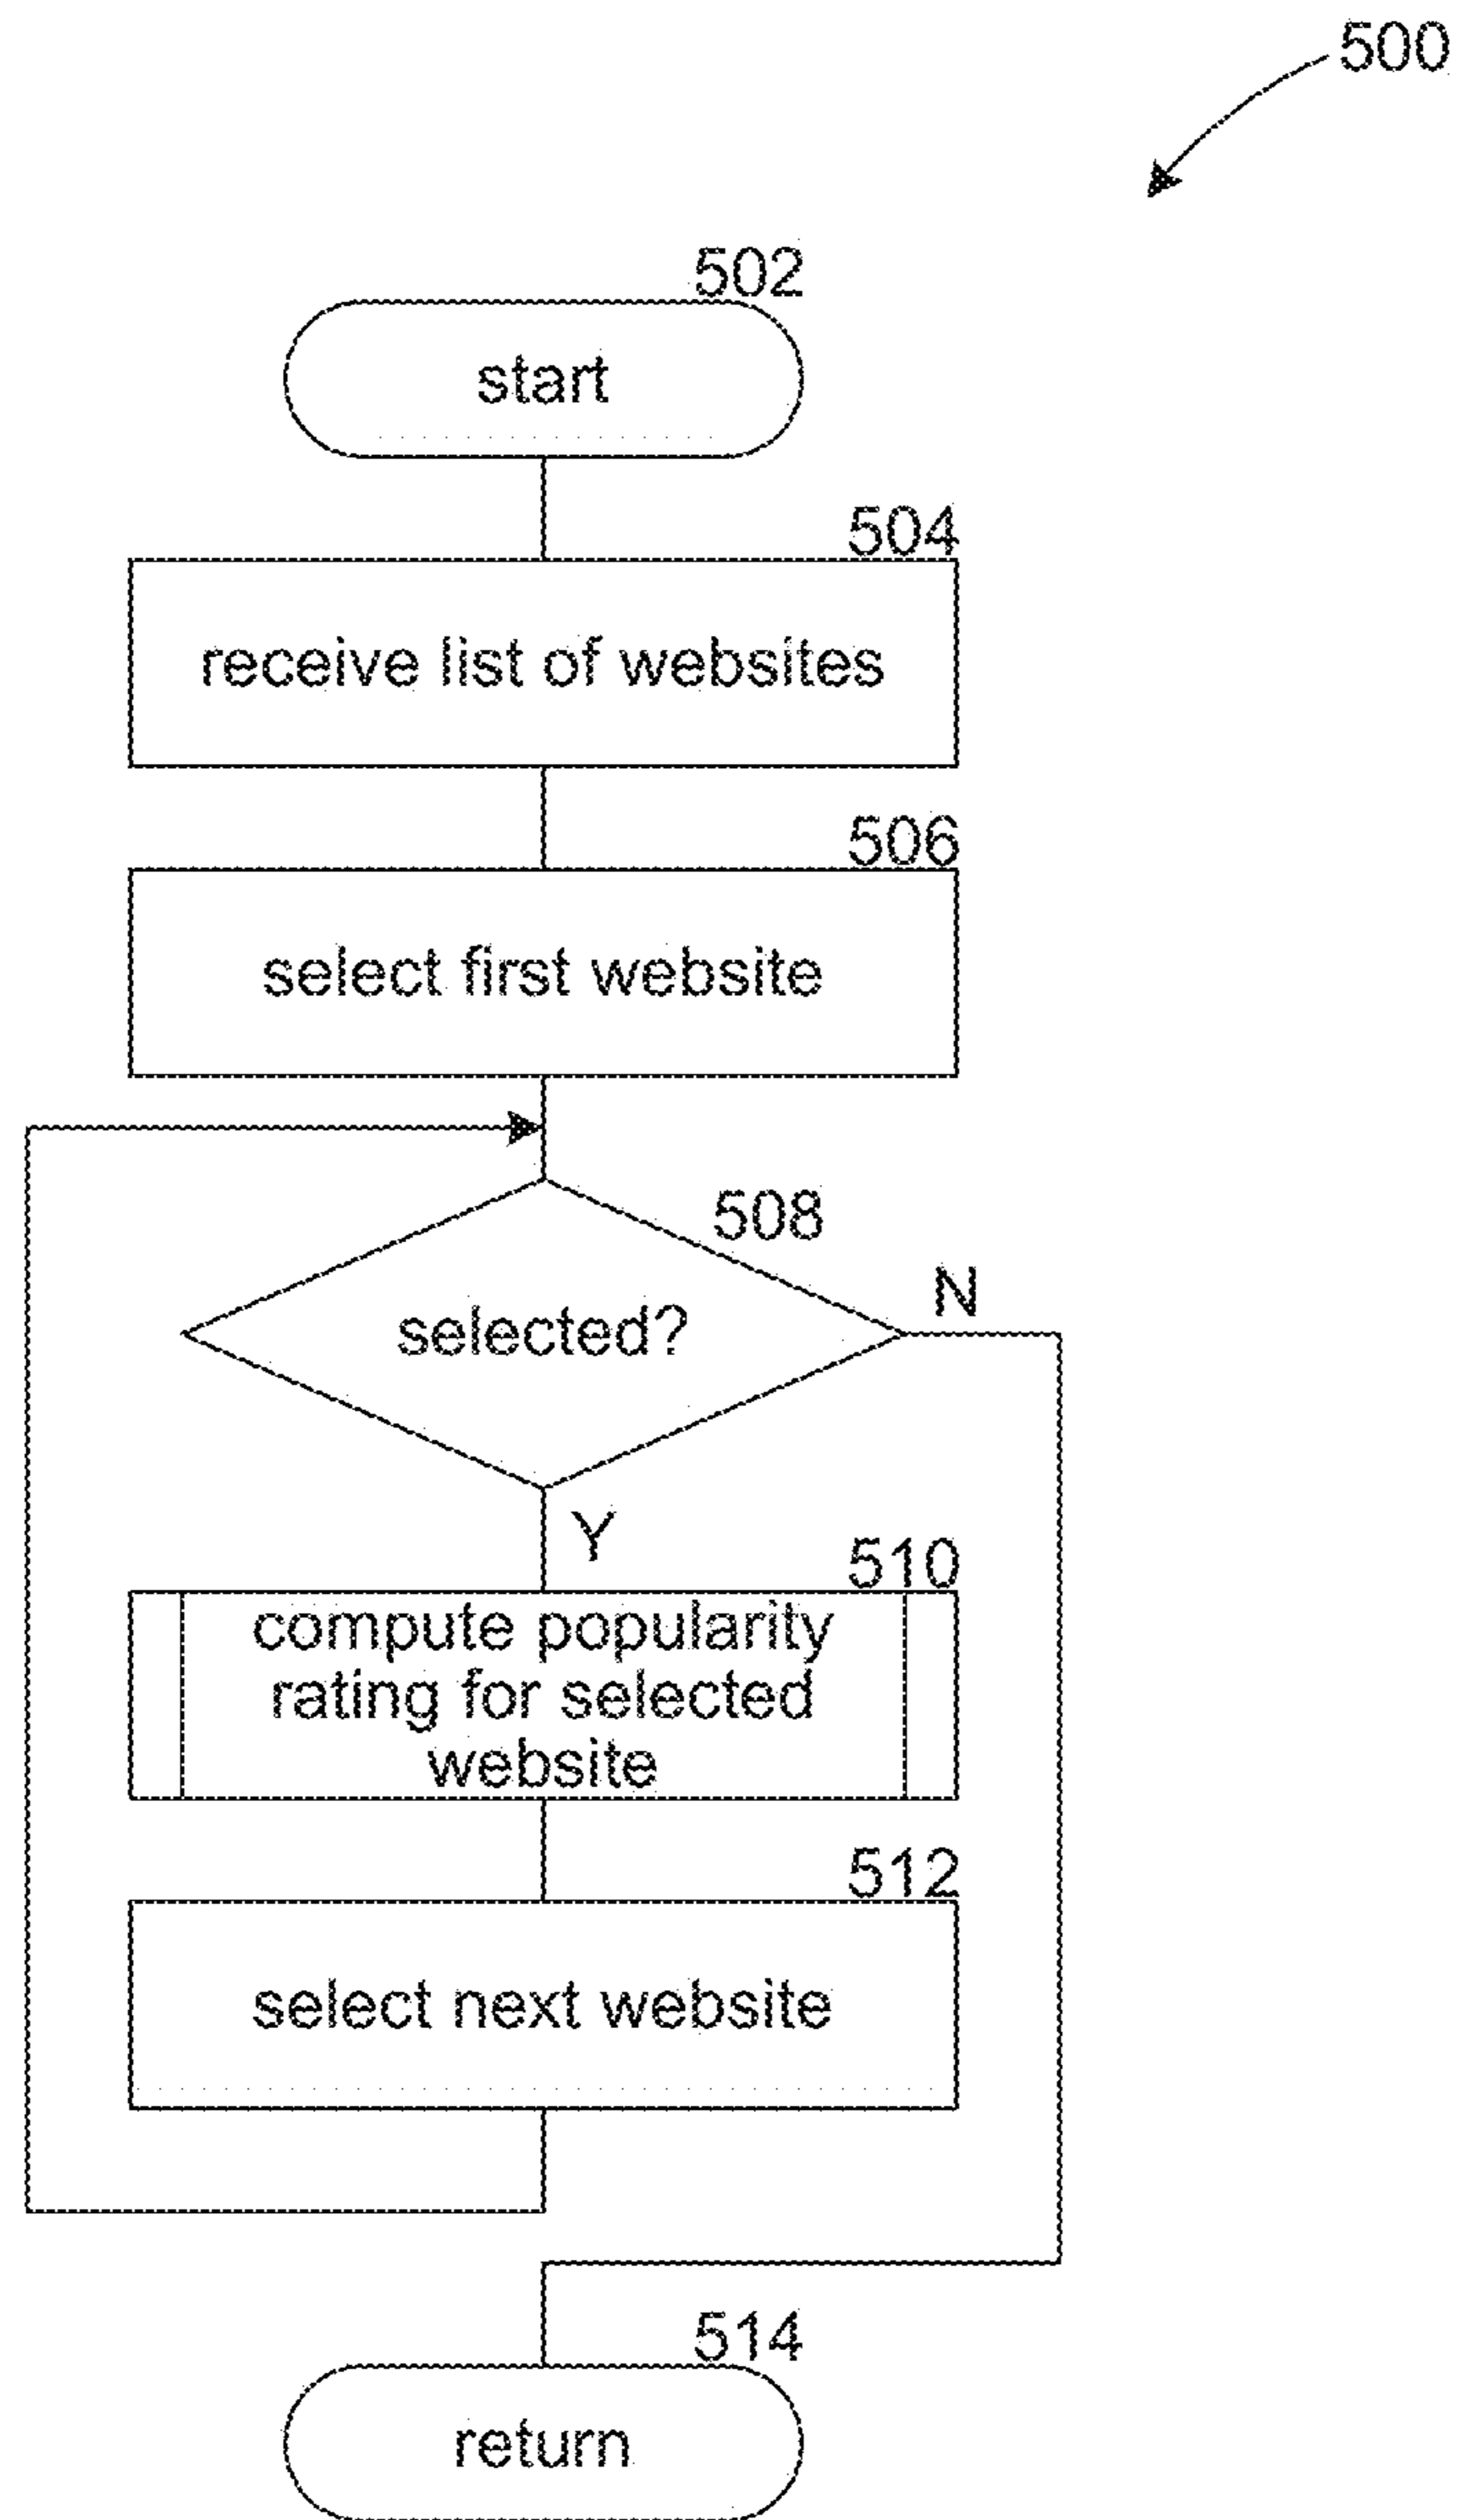 500
502
start
504
receive list of websites
506
select first website
508
selected?
N
Y
510
compute popularity
rating for selected
website
512
select next website
514
return